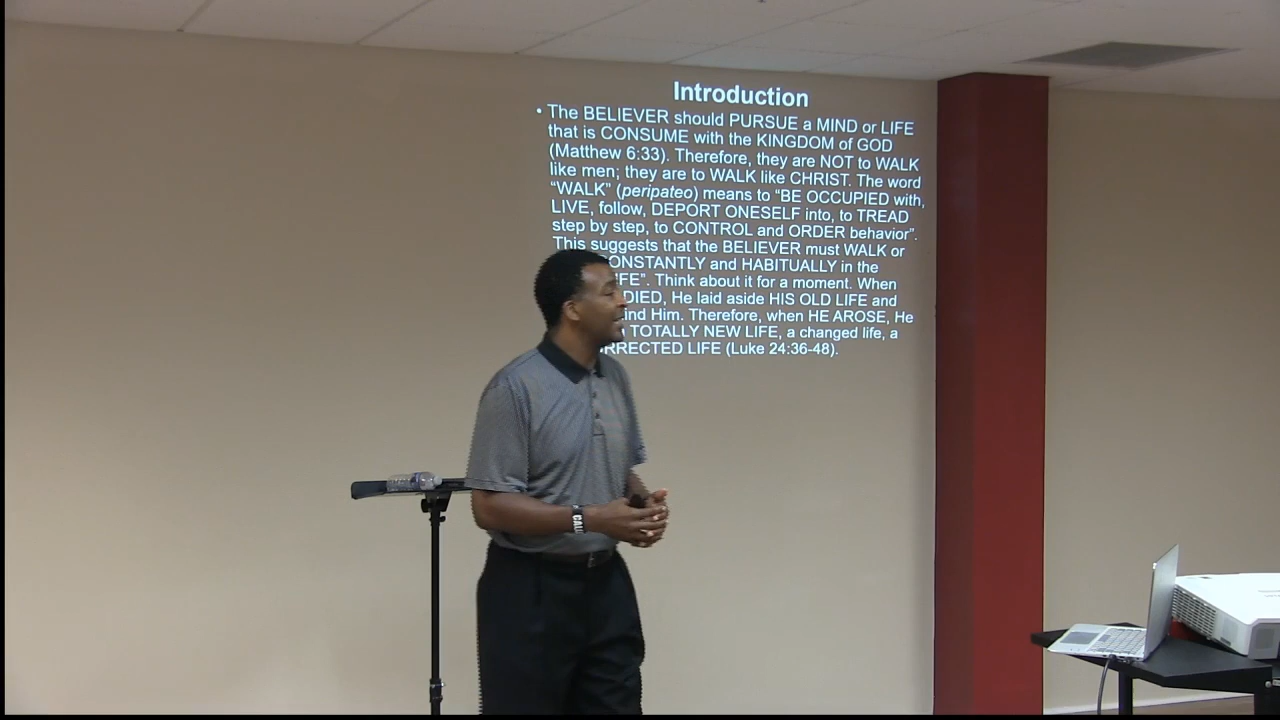 Introduction
• The BELIEVER should PURSUE a MIND or LIFE
that is CONSUME with the KINGDOM of GOD
(Matthew 6:33). Therefore, they are NOT to WALK
like men; they are to WALK like CHRIST. The word
“WALK” (peripateo) means to “BE OCCUPIED with,
LIVE, follow, DEPORT ONESELF into, to TREAD
step by step, to CONTROL and ORDER behavior”.
This suggests that the BELIEVER must WALK or
ONSTANTLY and HABITUALLY in the
IFE”. Think about it for a moment. When
DIED, He laid aside HIS OLD LIFE and
ind Him. Therefore, when HE AROSE, He
TOTALLY NEW LIFE, a changed life, a
RRECTED LIFE (Luke 24:36-48).